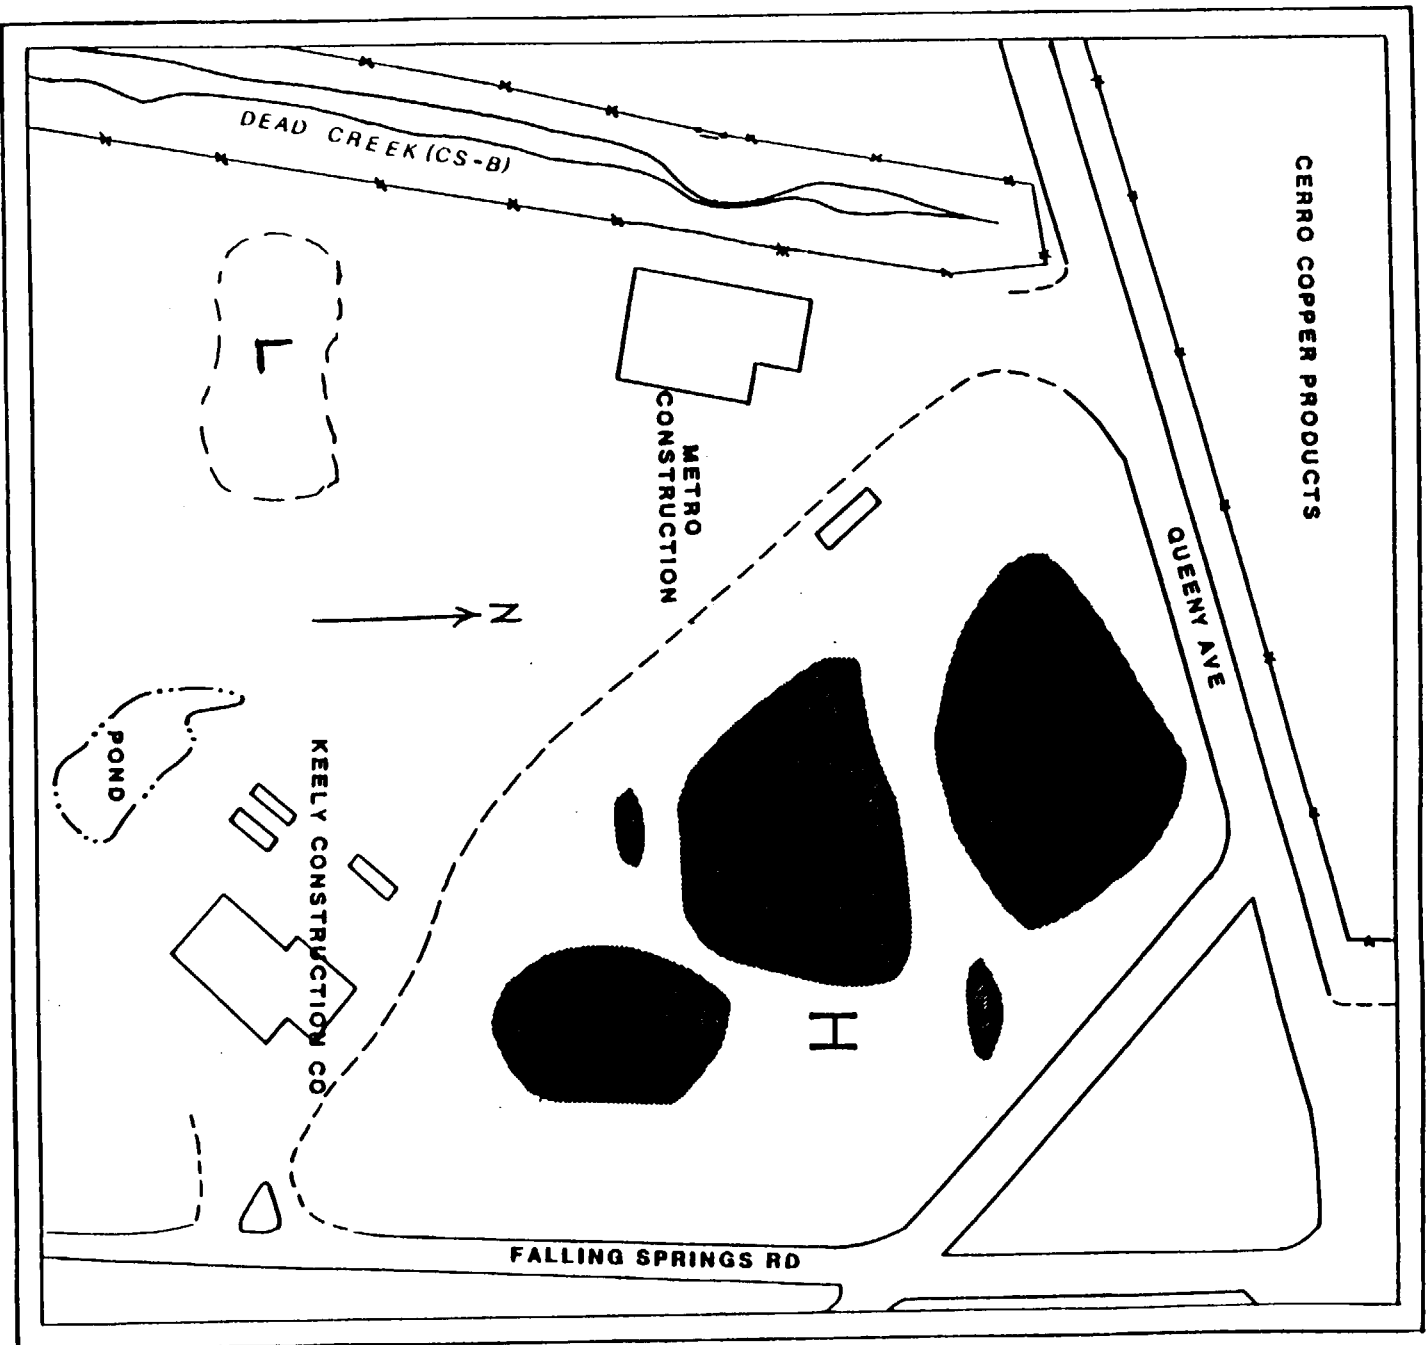 DEAD CREEK (CS-B)
CERRO COPPER PRODUCTS
L
METRO
CONSTRUCTION
QUEENY AVE
N
POND
KEELY CONSTRUCTION CO
H
FALLING SPRINGS RD